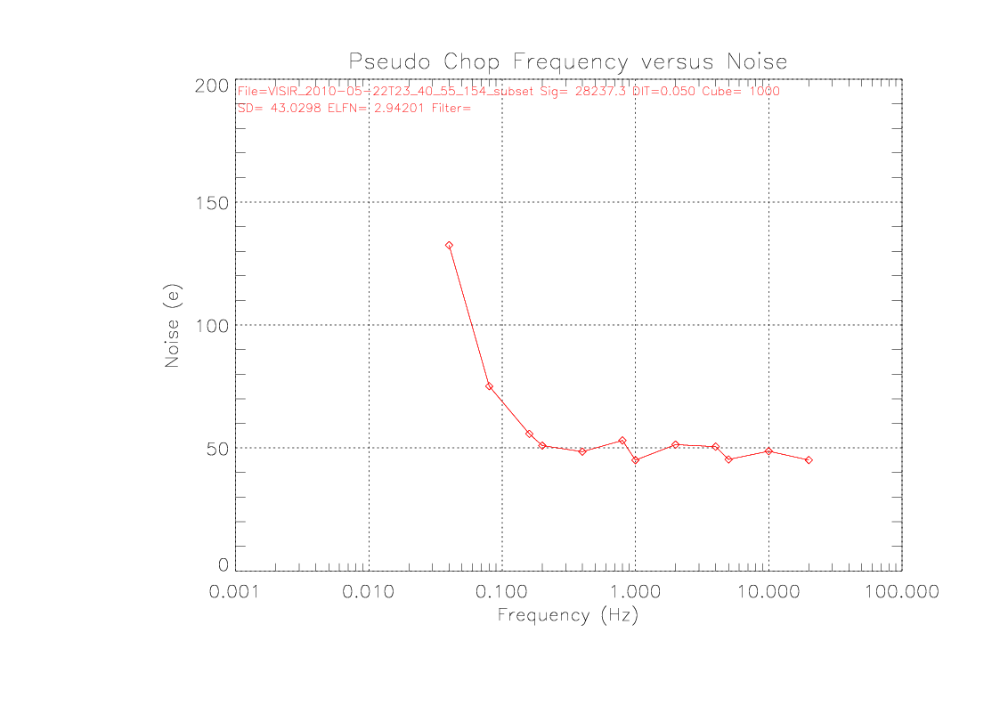 Pseudo Chop Frequency versus Noise
File=VISIR_2010-05-22T23_40_55_154_subset Sig= 28237.3 DIT=0.050 Cube= 1000
SD= 43.0298 ELFN= 2.94201 Filter=
200
150
100
50
0
Noise (e)
0.001 0.010 0.100 1.000 10.000 100.000
Frequency (Hz)